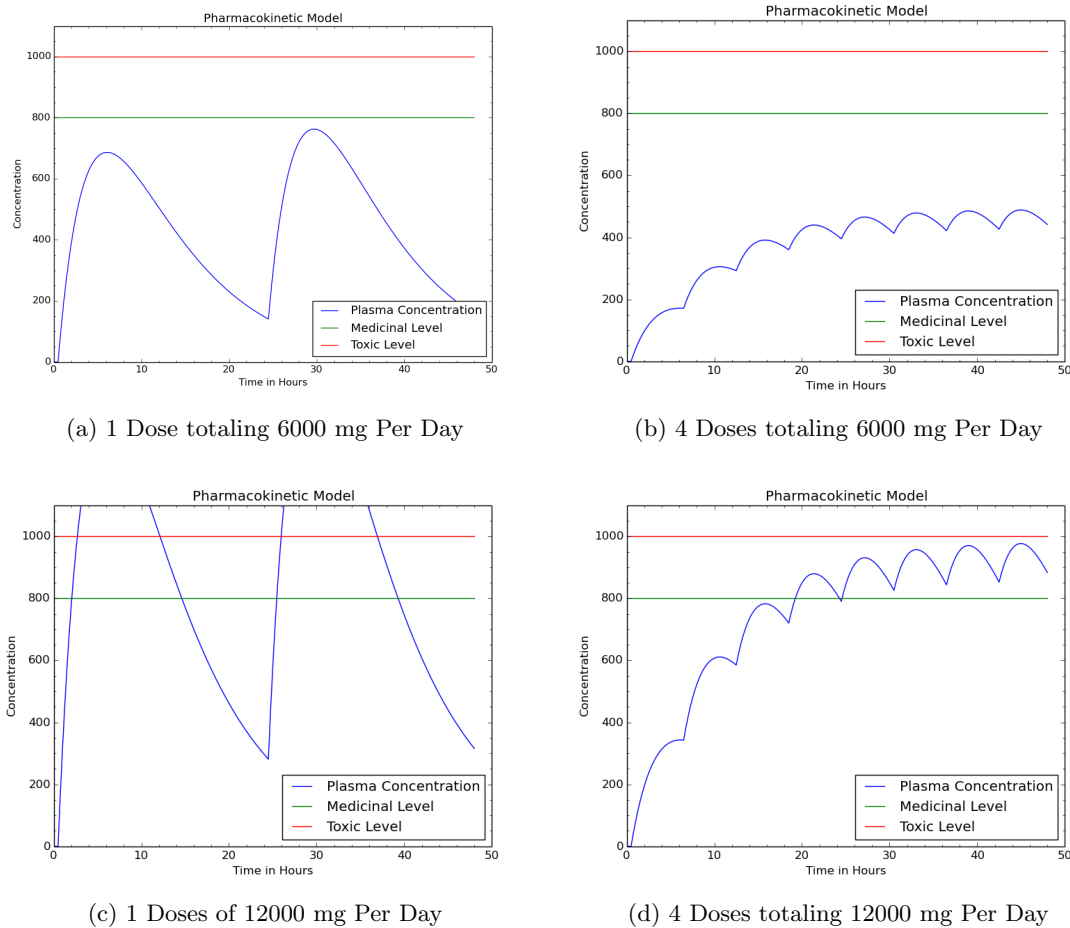 Pharmacokinetic Model
Concentration
1000
800
600
400
200
0
0 10 20 30 40 50
Time in Hours
Plasma Concentration
Medicinal Level
Toxic Level
(a) 1 Dose totaling 6000 mg Per Day
Pharmacokinetic Model
Concentration
1000
800
600
400
200
0
0 10 20 30 40 50
Time in Hours
Plasma Concentration
Medicinal Level
Toxic Level
(b) 4 Doses totaling 6000 mg Per Day
Pharmacokinetic Model
Concentration
1000
800
600
400
200
0
0 10 20 30 40 50
Time in Hours
Plasma Concentration
Medicinal Level
Toxic Level
(c) 1 Doses of 12000 mg Per Day
Pharmacokinetic Model
Concentration
1000
800
600
400
200
0
0 10 20 30 40 50
Time in Hours
Plasma Concentration
Medicinal Level
Toxic Level
(d) 4 Doses totaling 12000 mg Per Day